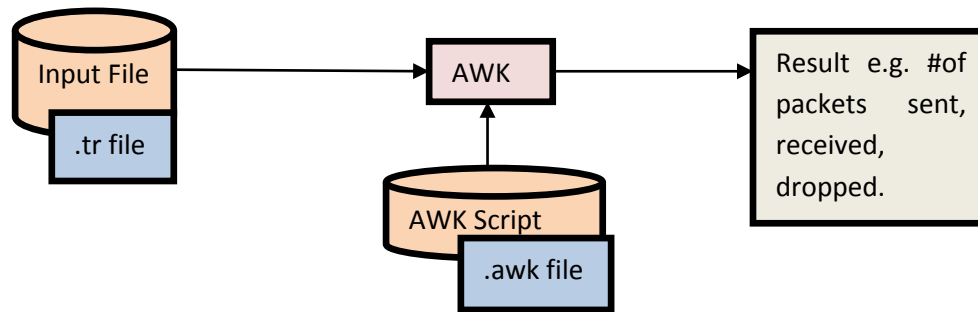 Input File
.tr file
AWK
AWK Script
.awk file
Result e.g. #of
packets sent,
received,
dropped.